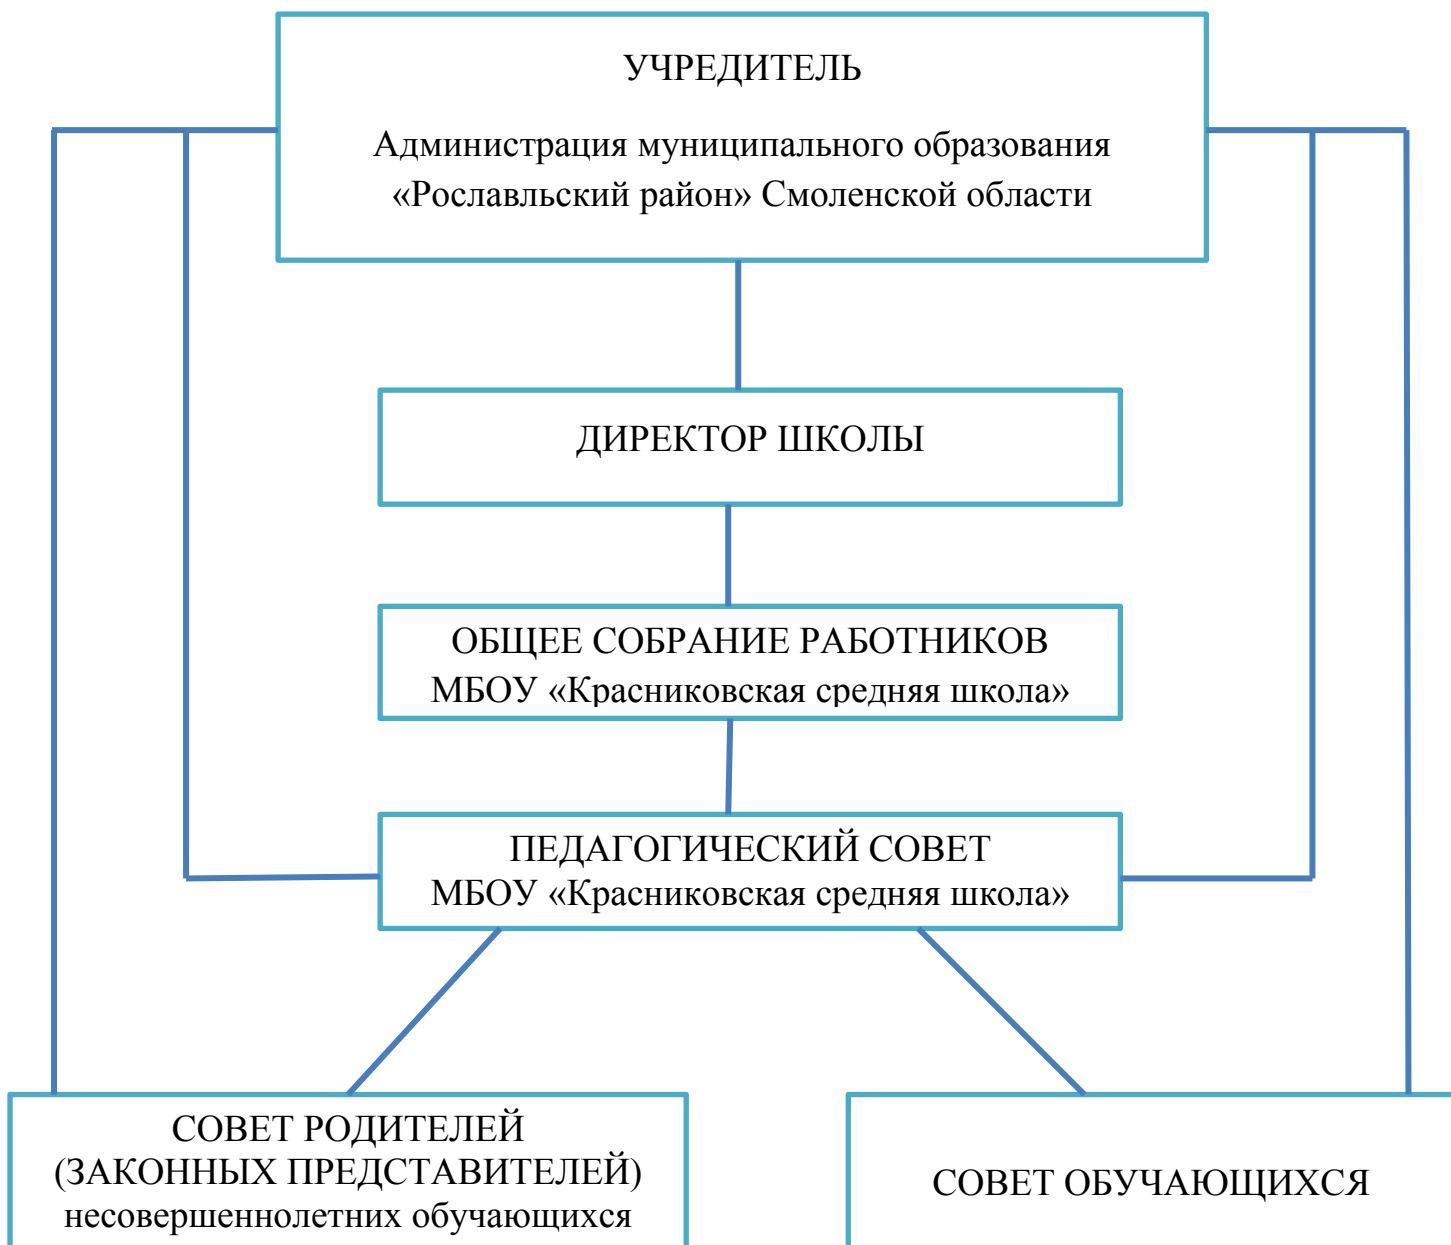 УЧРЕДИТЕЛЬ
Администрация муниципального образования
«Рославльский район» Смоленской области
ДИРЕКТОР ШКОЛЫ
ОБЩЕЕ СОБРАНИЕ РАБОТНИКОВ
МБОУ «Красниковская средняя школа»
ПЕДАГОГИЧЕСКИЙ СОВЕТ
МБОУ «Красниковская средняя школа»
СОВЕТ РОДИТЕЛЕЙ
(ЗАКОННЫХ ПРЕДСТАВИТЕЛЕЙ)
несовершеннолетних обучающихся
СОВЕТ ОБУЧАЮЩИХСЯ